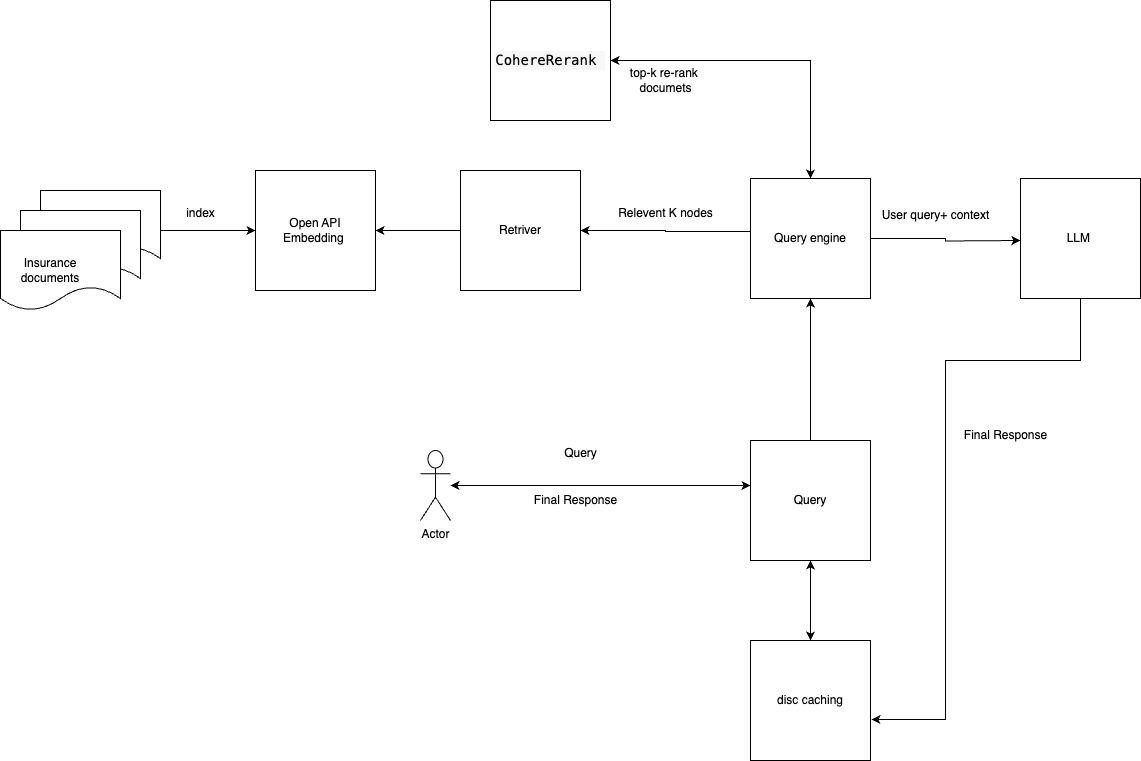 CohereRerank
top-k re-rank
documets
index
Open API
Embedding
Retriver
Relevent K nodes
Query engine
User query+ context
LLM
Insurance
documents
Final Response
Query
Final Response
Actor
Query
disc caching